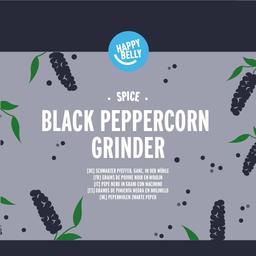 HAPPY
BELLY
• SPICE •
BLACK PEPPERCORN
GRINDER
[DE] SCHWARZER PFEFFER, GANZ, IN DER MÜHLE
[FR] GRAINS DE POIVRE NOIR EN MOULIN
[IT] PEPE NERO IN GRANI CON MACININO
[ES] GRANOS DE PIMIENTA NEGRA EN MOLINILLO
[NL] PEPERMOLEN ZWARTE PEPER